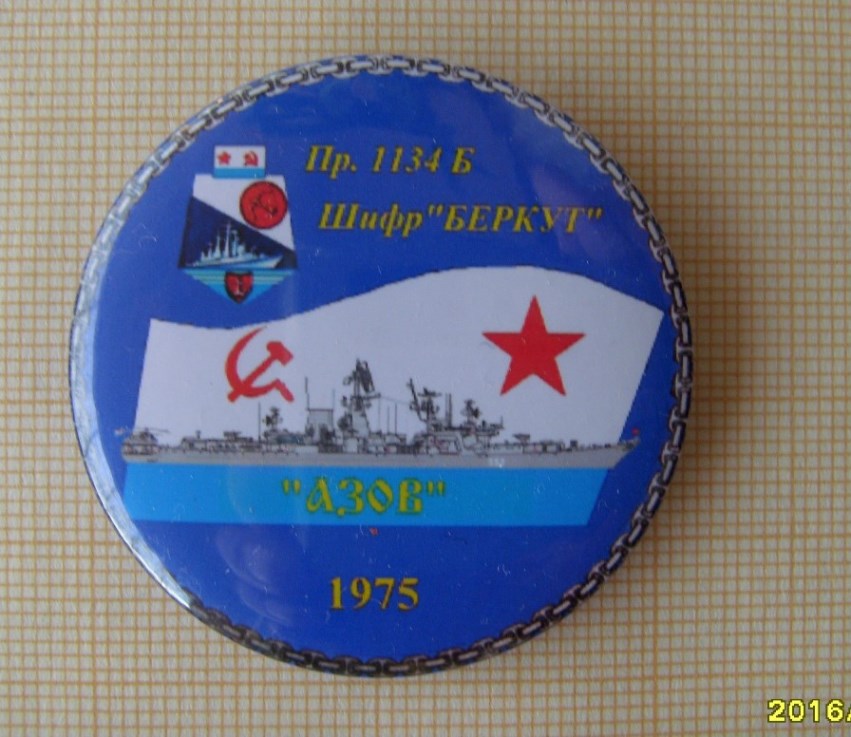 Пр. 1134 Б
Шифр"БЕРКУТ"
"АЗОВ"
1975
2016/